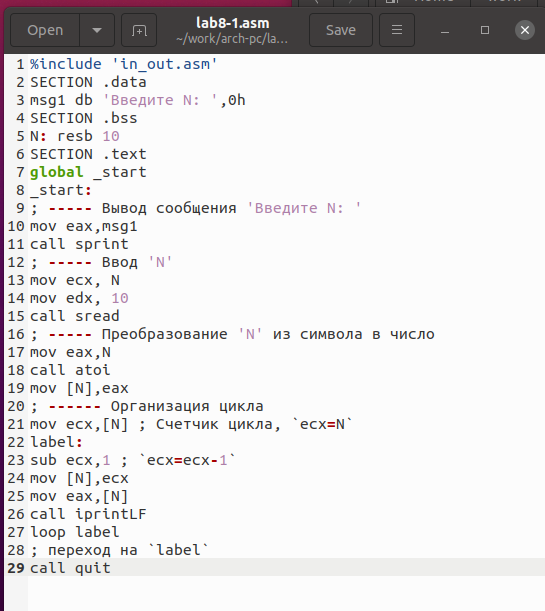 lab8-1.asm
Open
~/work/arch-pc/la...
Save
1 %include 'in_out.asm'
2 SECTION .data
3 msg1 db 'Введите N: ',0h
4 SECTION .bss
5 N: resb 10
6 SECTION .text
7 global _start
8 _start:
9 ; ----- Вывод сообщения 'Введите N: '
10 mov eax,msg1
11 call sprint
12 ; ----- Ввод 'N'
13 mov ecx, N
14 mov edx, 10
15 call sread
16 ; ----- Преобразование 'N' из символа в число
17 mov eax,N
18 call atoi
19 mov [N],eax
20 ; ------ Организация цикла
21 mov ecx,[N] ; Счетчик цикла, `ecx=N`
22 label:
23 sub ecx,1 ; `ecx=ecx-1`
24 mov [N],ecx
25 mov eax,[N]
26 call iprintLF
27 loop label
28 ; переход на `label`
29 call quit